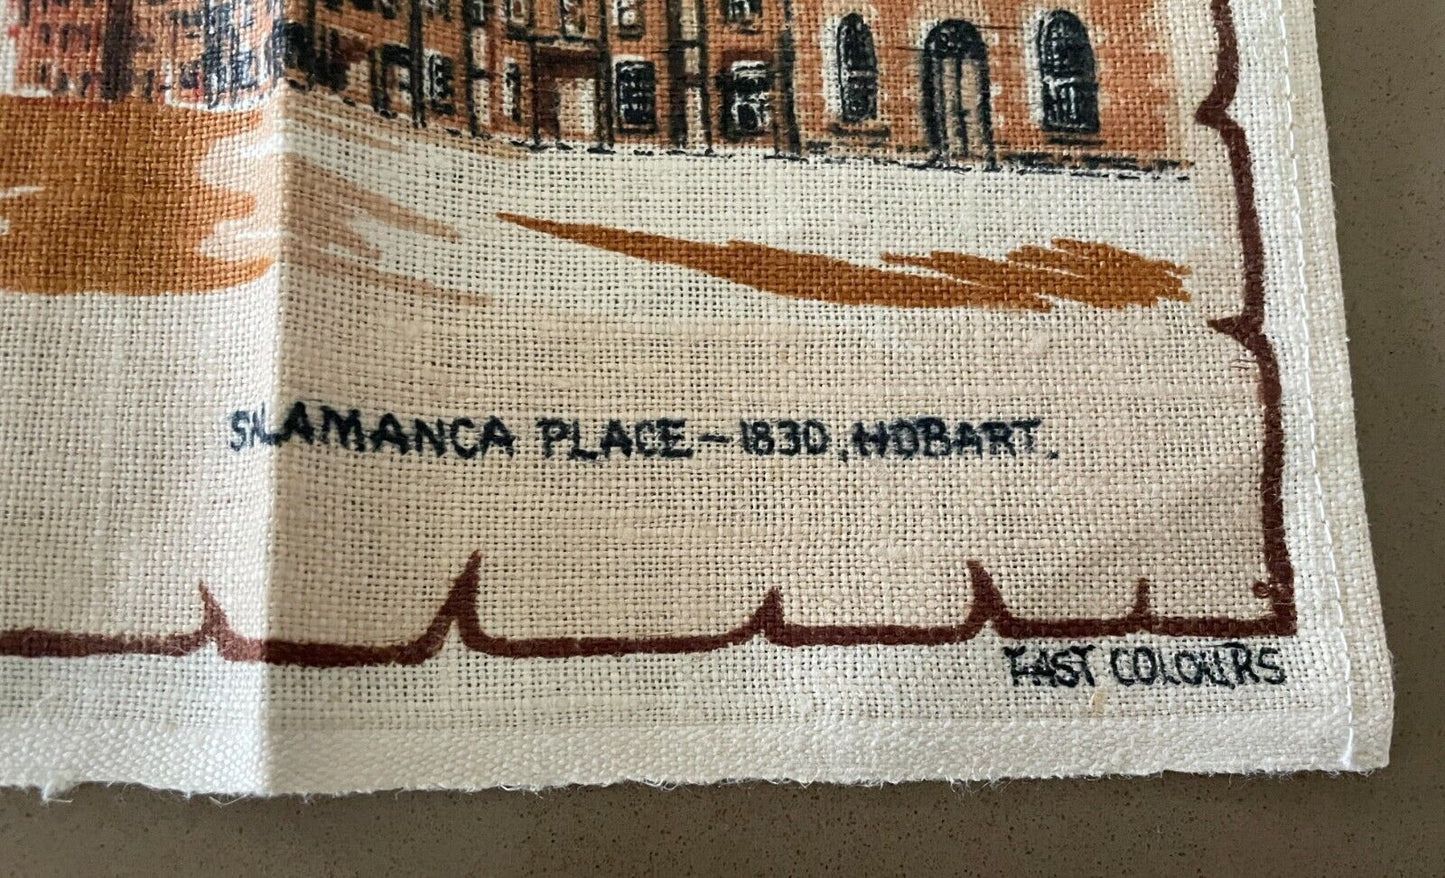 SALAMANCA PLACE – 1830, HOBART.
FAST COLOURS